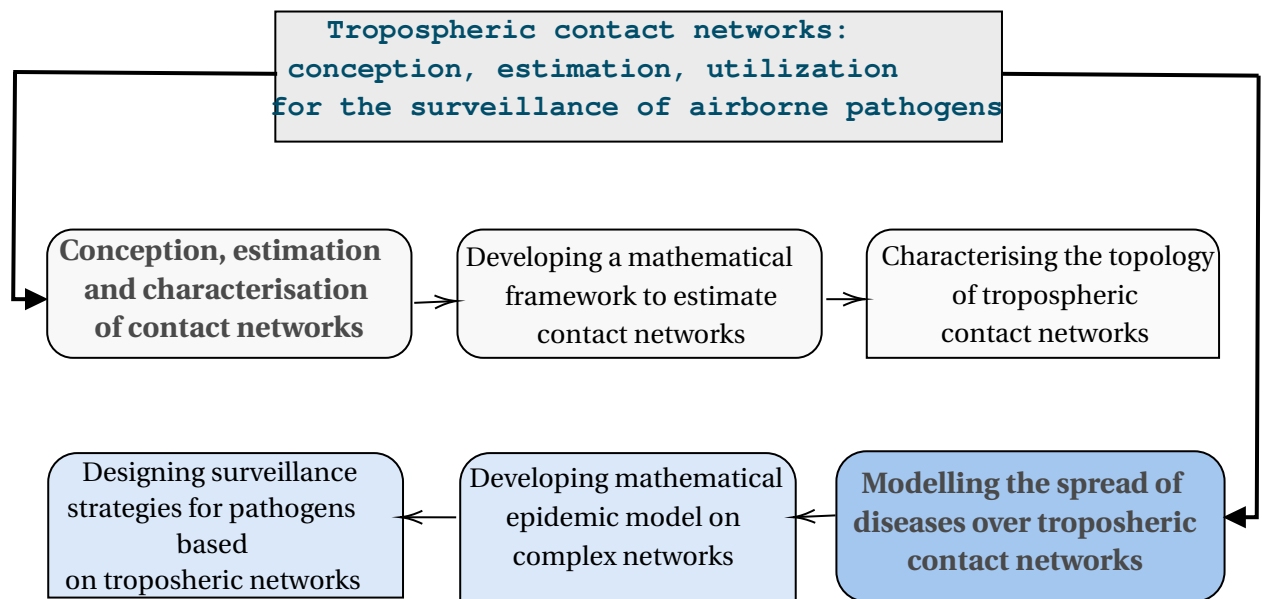 Tropospheric contact networks:
conception, estimation, utilization
for the surveillance of airborne pathogens
Conception, estimation
and characterisation
of contact networks
Developing a mathematical
framework to estimate
contact networks
Characterising the topology
of tropospheric
contact networks
Designing surveillance
strategies for pathogens
based
on troposheric networks
Developing mathematical
epidemic model on
complex networks
Modelling the spread of
diseases over troposheric
contact networks